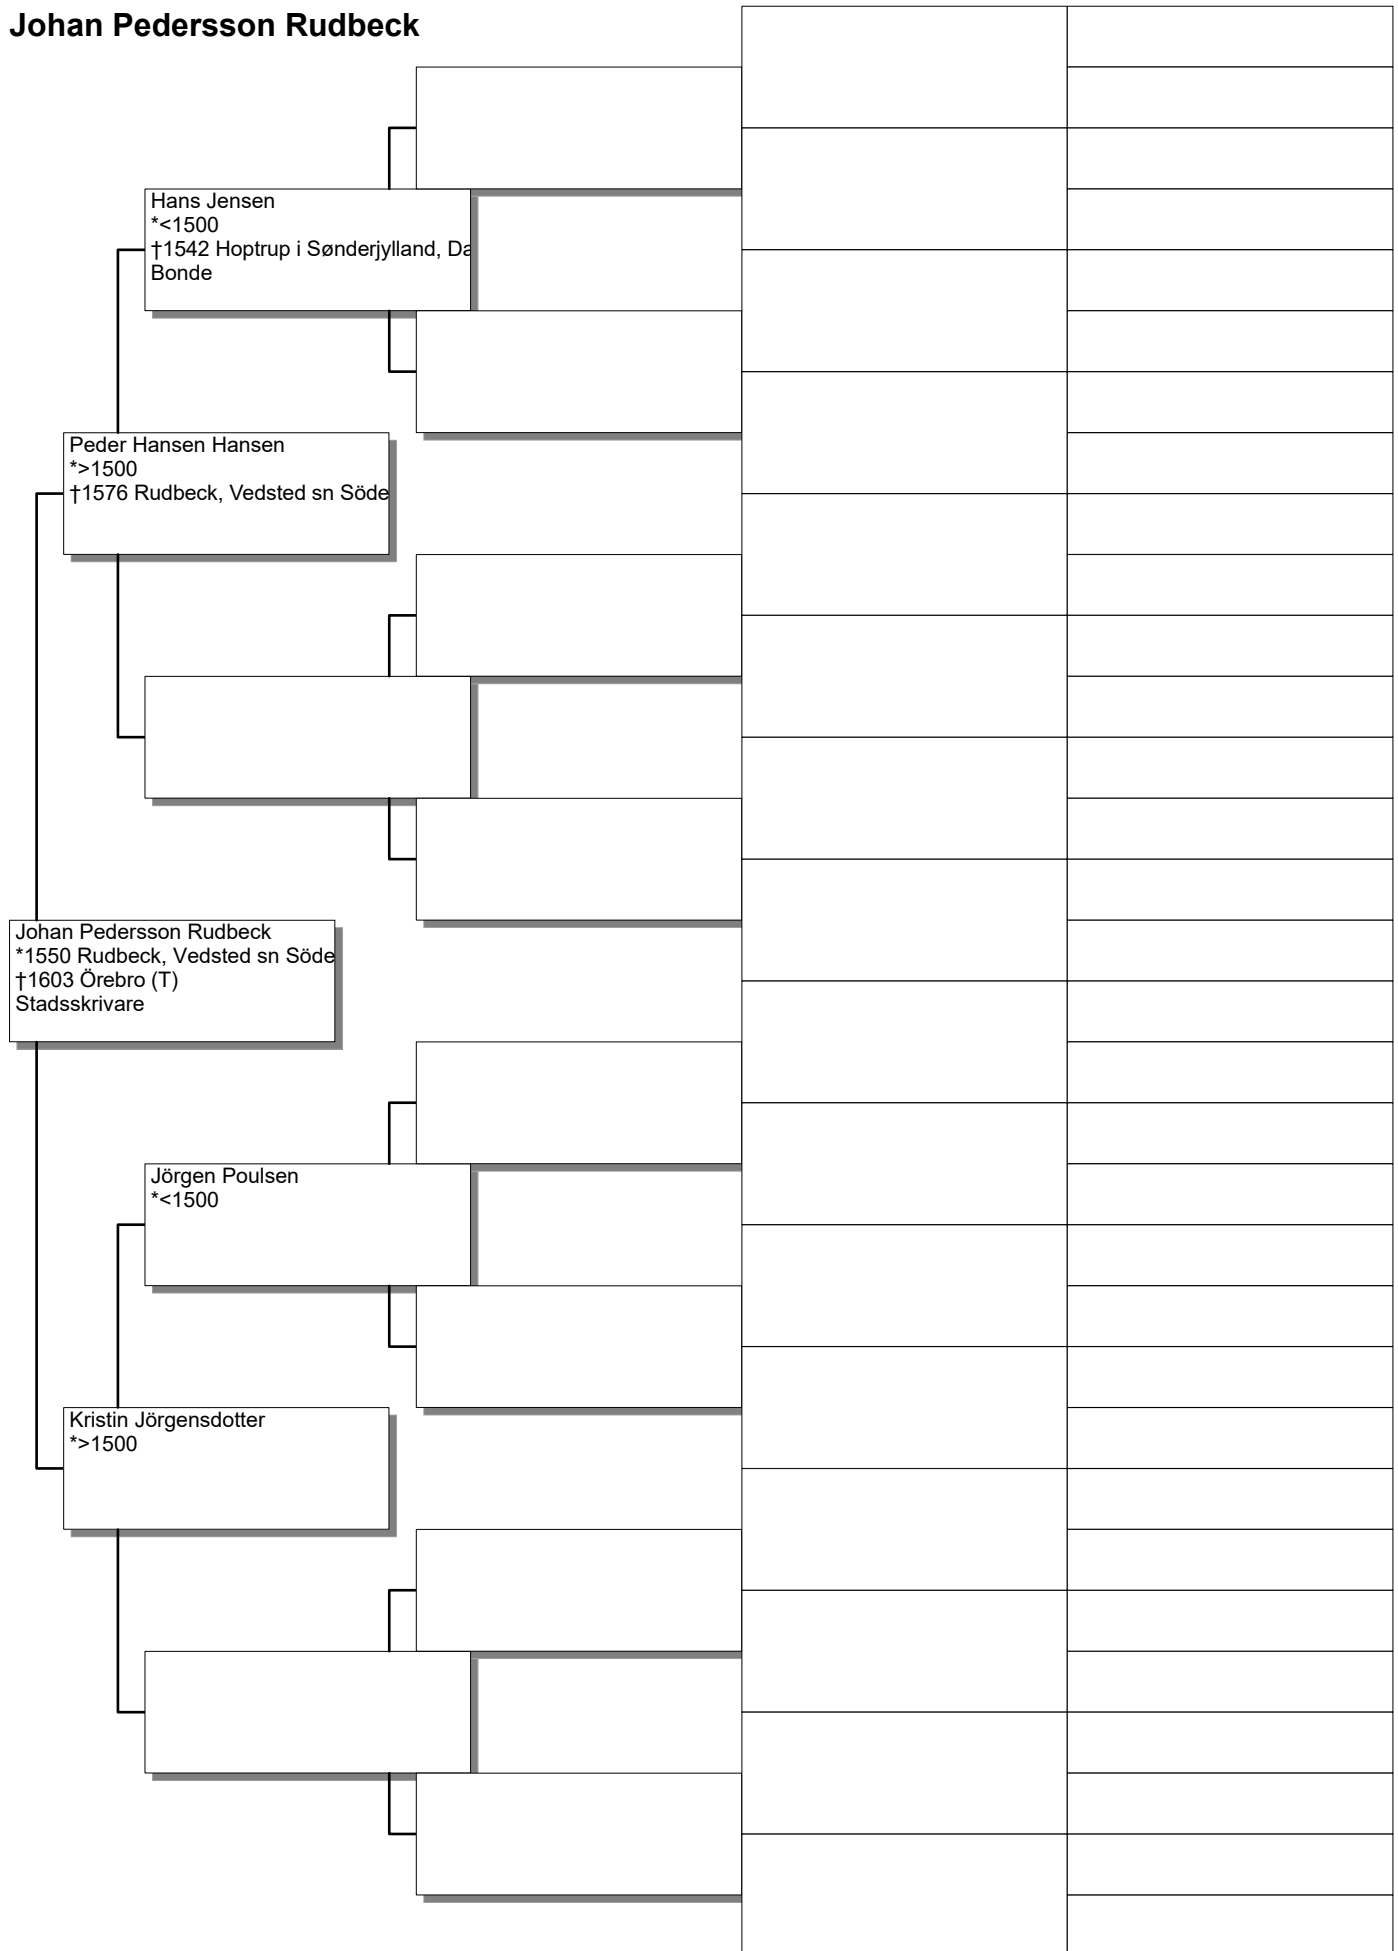 Johan Pedersson Rudbeck
Hans Jensen
*<1500
†1542 Hoptrup i Sønderjylland, Da
Bonde
Peder Hansen Hansen
*>1500
†1576 Rudbeck, Vedsted sn Söde
Johan Pedersson Rudbeck
*1550 Rudbeck, Vedsted sn Söde
†1603 Örebro (T)
Stadsskrivare
Jörgen Poulsen
*<1500
Kristin Jörgensdotter
*>1500